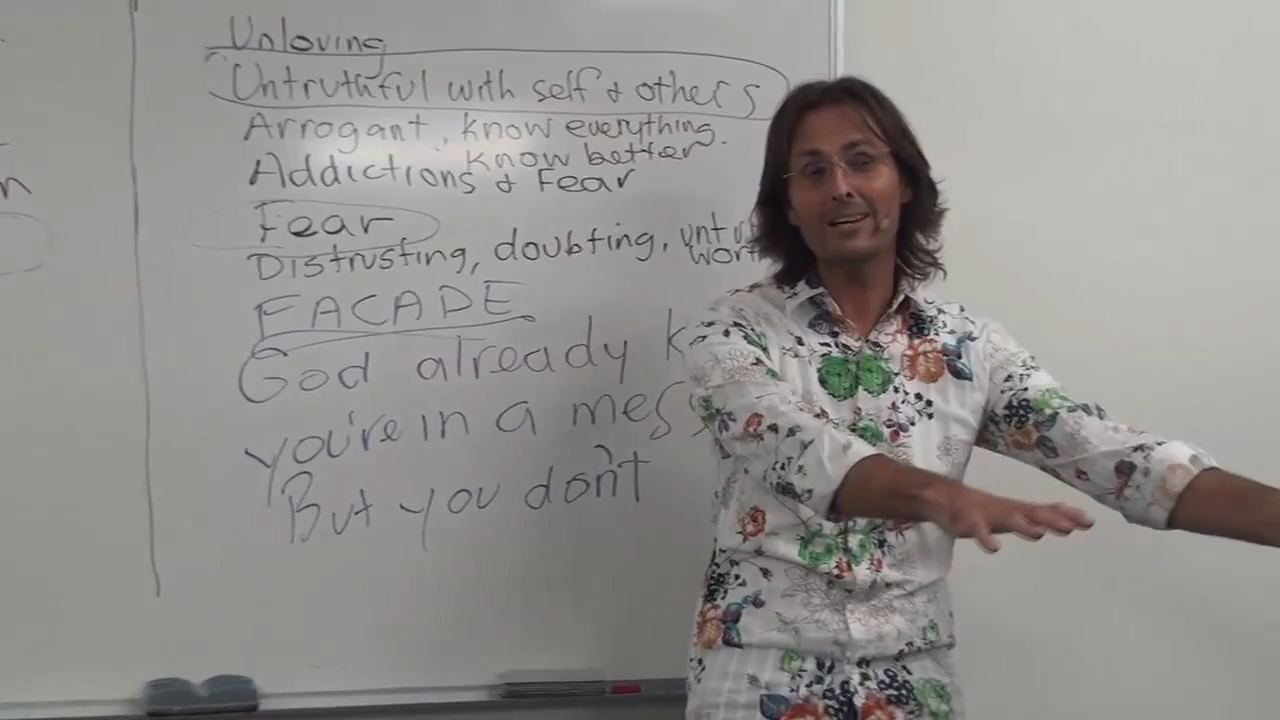 n
Unloving
Untruthful with self & others
Arrogant, know everything.
know better
Addictions & Fear
Fear
Distrusting, doubting,
FACADE
God already
you're in a mess
But you don't